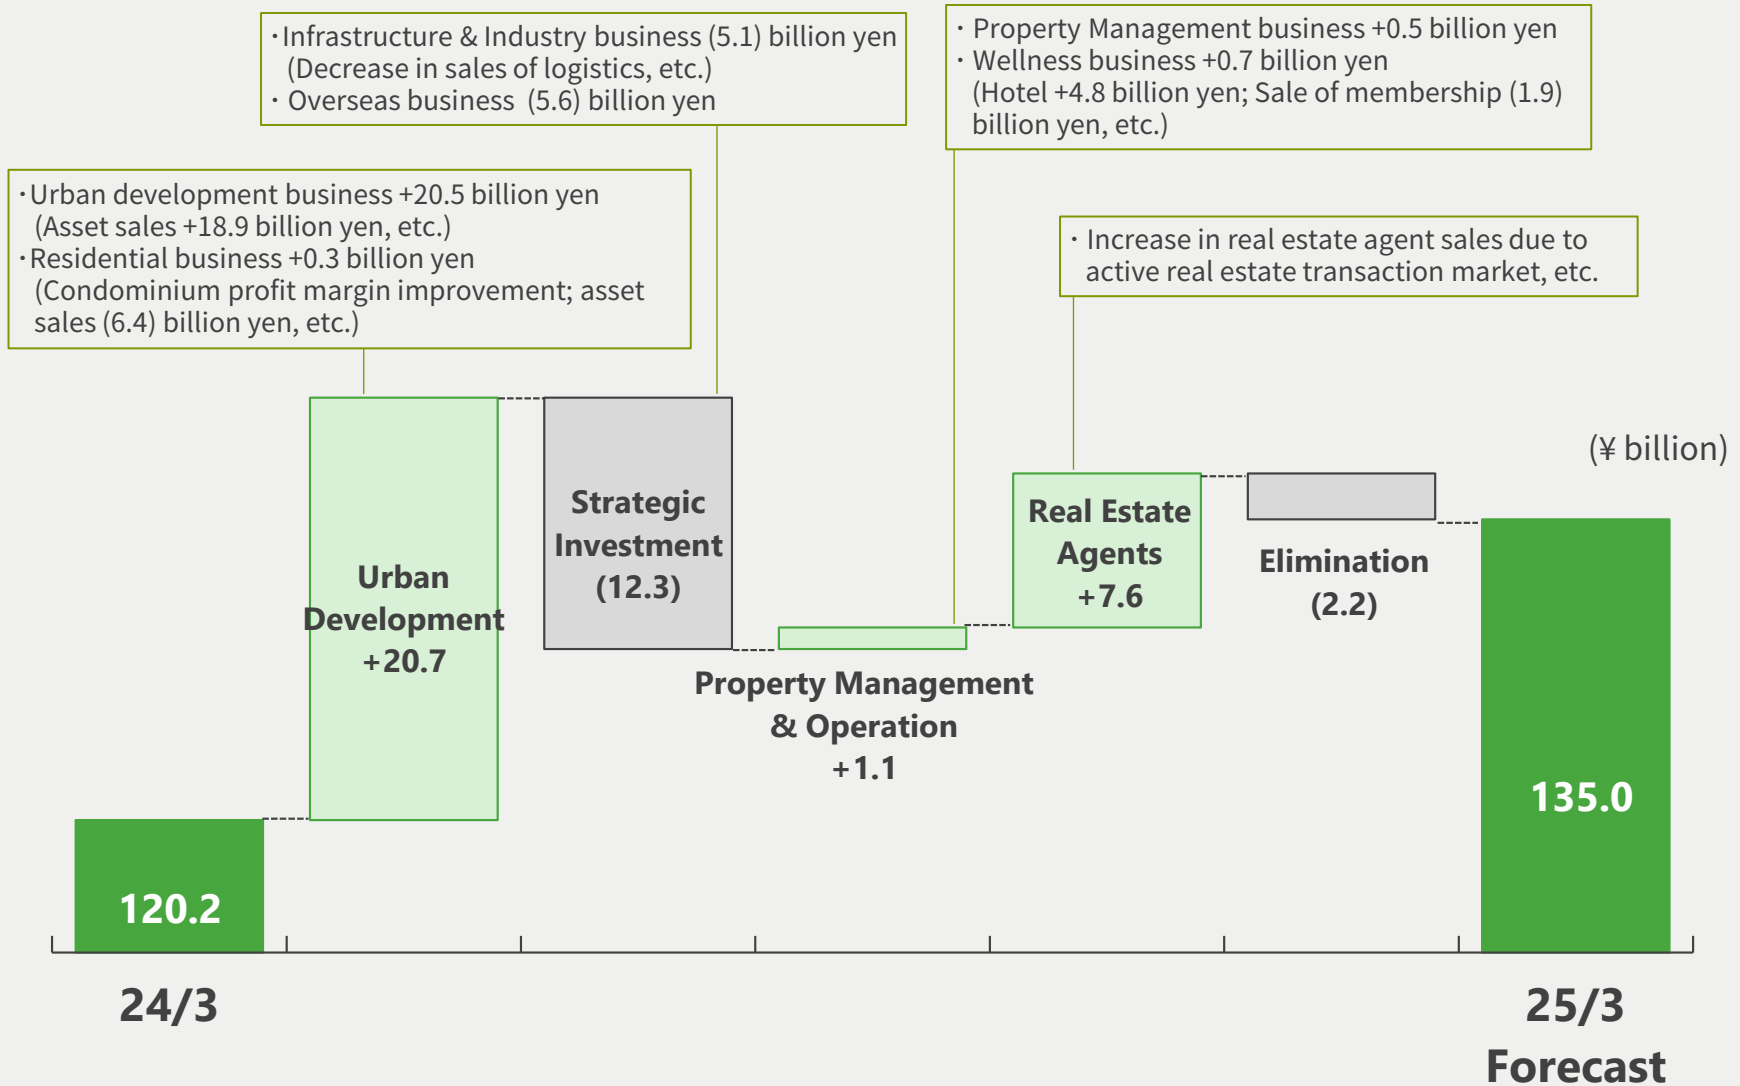 ・Infrastructure & Industry business (5.1) billion yen
(Decrease in sales of logistics, etc.)
・ Overseas business (5.6) billion yen
・ Property Management business +0.5 billion yen
・ Wellness business +0.7 billion yen
(Hotel +4.8 billion yen; Sale of membership (1.9)
billion yen, etc.)
・Urban development business +20.5 billion yen
(Asset sales +18.9 billion yen, etc.)
・Residential business +0.3 billion yen
(Condominium profit margin improvement; asset
sales (6.4) billion yen, etc.)
・ Increase in real estate agent sales due to
active real estate transaction market, etc.
(¥ billion)
120.2
Urban
Development
+20.7
Strategic
Investment
(12.3)
Property Management
& Operation
+1.1
Real Estate
Agents
+7.6
Elimination
(2.2)
135.0
24/3
25/3
Forecast